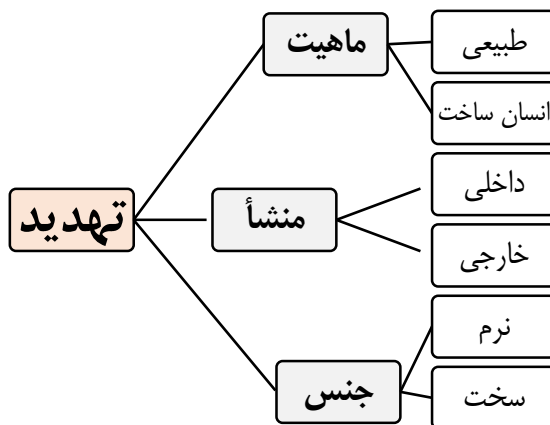 تهدید
ماهیت
طبیعی
انسان ساخت
منشأ
داخلی
خارجی
جنس
نرم
سخت